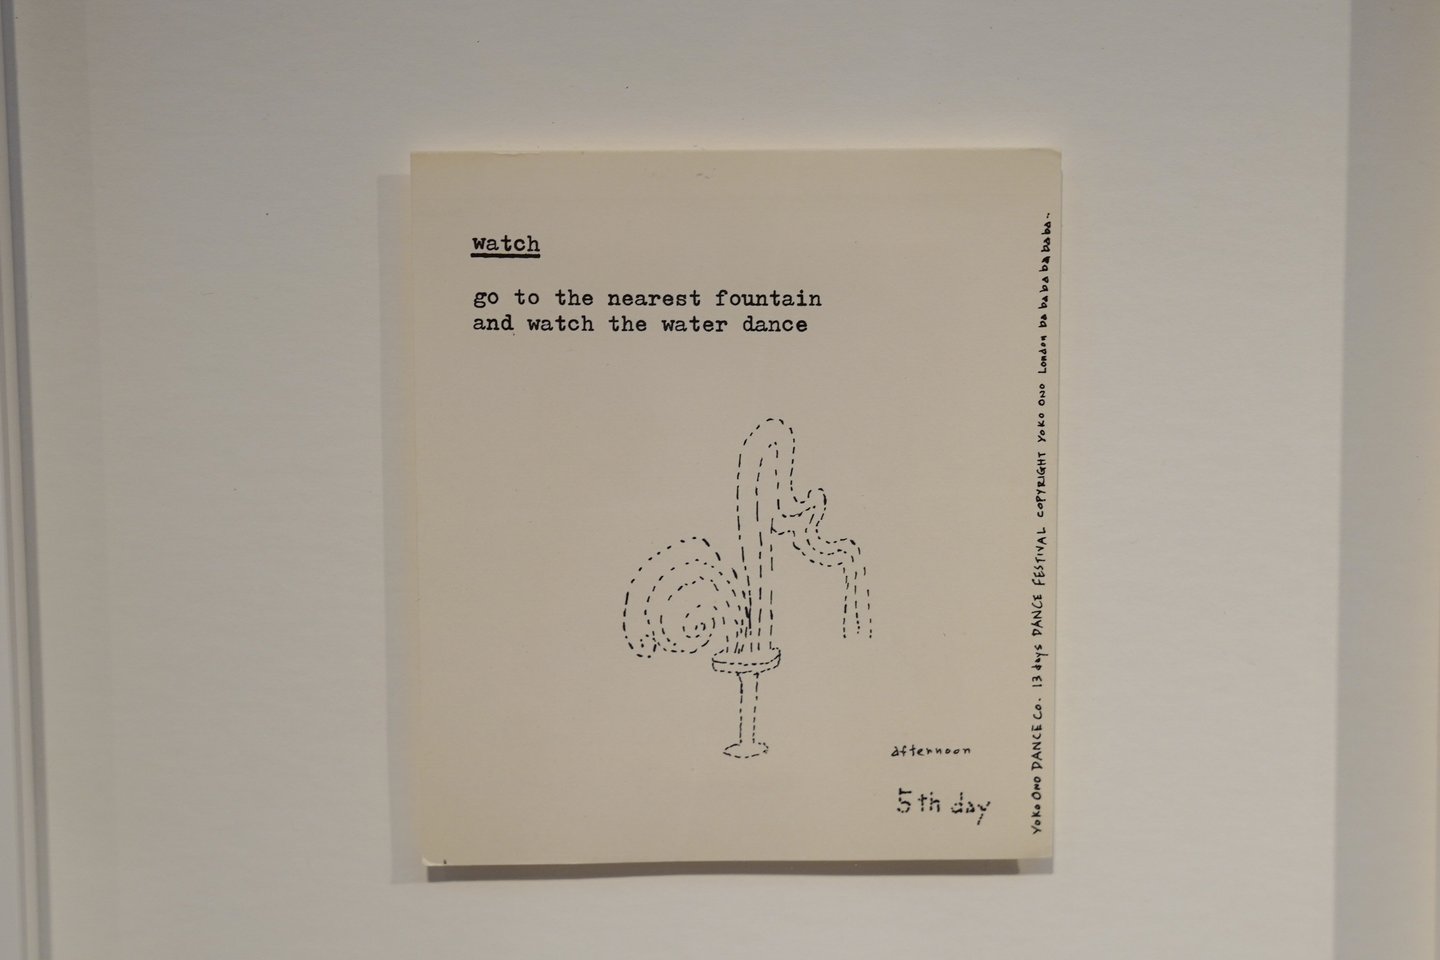 watch
go to the nearest fountain
and watch the water dance
afternoon
5th day
YOKO ONO DANCE CO. 13 days DANCE FESTIVAL COPYRIGHT YOKO ONO London ba ba ba ba ba ba.